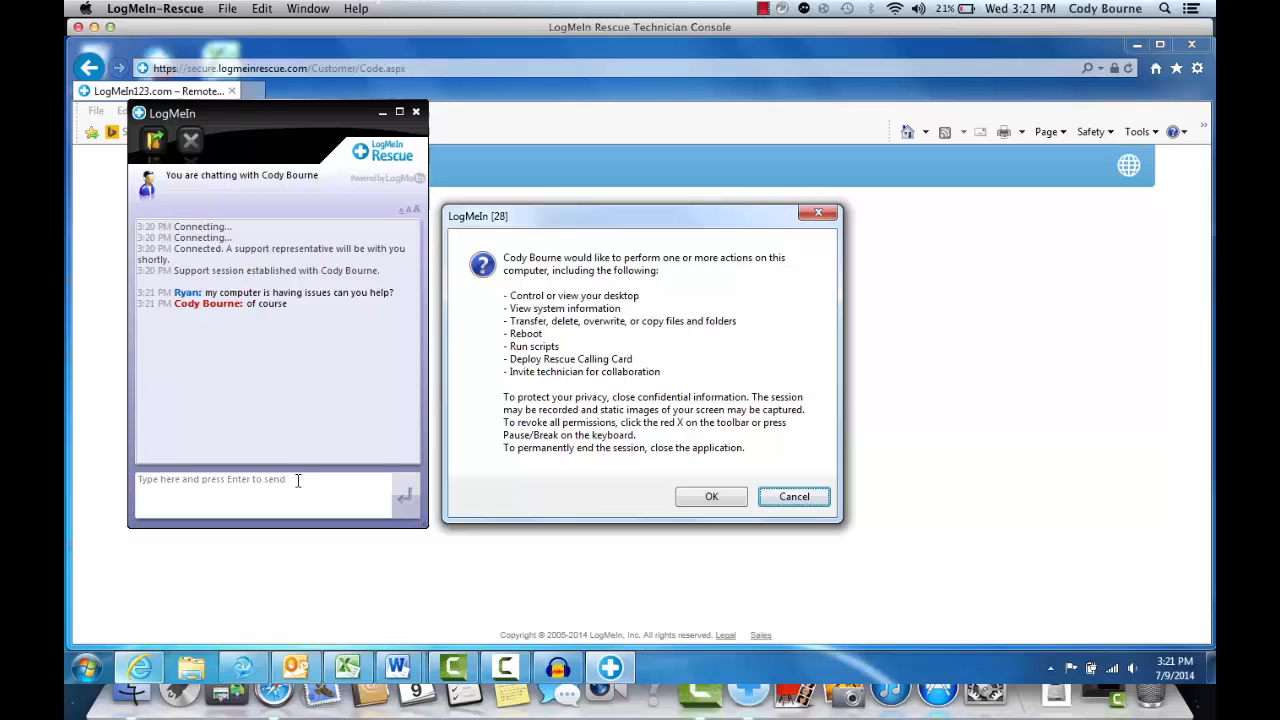 LogMeIn-Rescue File Edit Window Help 21% Wed 3:21 PM Cody Bourne
LogMeIn Rescue Technician Console
https://secure.logmeinrescue.com/Customer/Code.aspx
LogMeIn123.com – Remote...
File
LogMeIn
Page Safety Tools
LogMeIn
Rescue
You are chatting with Cody Bourne
Powered by LogMeIn
A A A
3:20 PM Connecting...
3:20 PM Connecting...
3:20 PM Connected. A support representative will be with you
shortly.
3:20 PM Support session established with Cody Bourne.
3:21 PM Ryan: my computer is having issues can you help?
3:21 PM Cody Bourne: of course
Type here and press Enter to send
LogMeIn [28]
Cody Bourne would like to perform one or more actions on this
computer, including the following:
- Control or view your desktop
- View system information
- Transfer, delete, overwrite, or copy files and folders
- Reboot
- Run scripts
- Deploy Rescue Calling Card
- Invite technician for collaboration
To protect your privacy, close confidential information. The session
may be recorded and static images of your screen may be captured.
To revoke all permissions, click the red X on the toolbar or press
Pause/Break on the keyboard.
To permanently end the session, close the application.
OK Cancel
Copyright © 2005-2014 LogMeIn, Inc. All rights reserved. Legal Sales
3:21 PM
7/9/2014
9